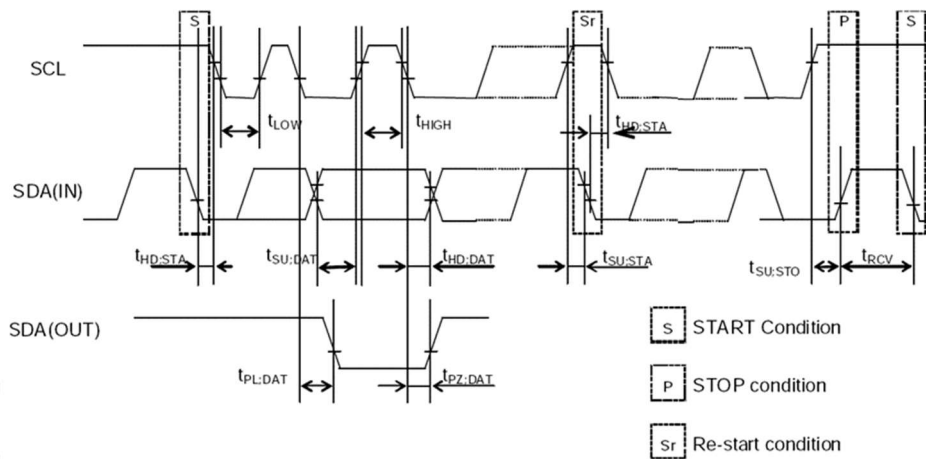 S Sr P S
SCL
tLOW tHIGH tHD:STA
SDA(IN)
tHD:STA tSU:DAT tHD:DAT tSU:STA tSU:STO tRCV
SDA(OUT)
S START Condition
tPL:DAT tPZ:DAT
P STOP condition
Sr Re-start condition